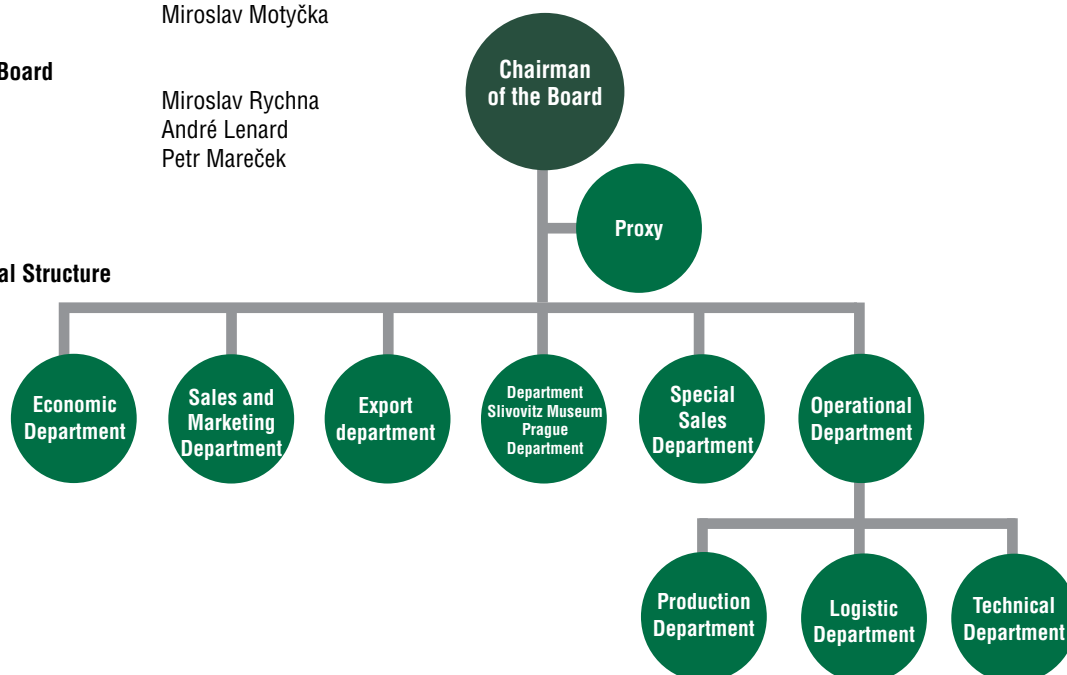 Miroslav Motyčka
Board
Miroslav Rychna
André Lenard
Petr Mareček
Chairman
of the Board
Proxy
al Structure
Economic
Department
Sales and
Marketing
Department
Export
department
Department
Slivovitz Museum
Prague
Department
Special
Sales
Department
Operational
Department
Production
Department
Logistic
Department
Technical
Department